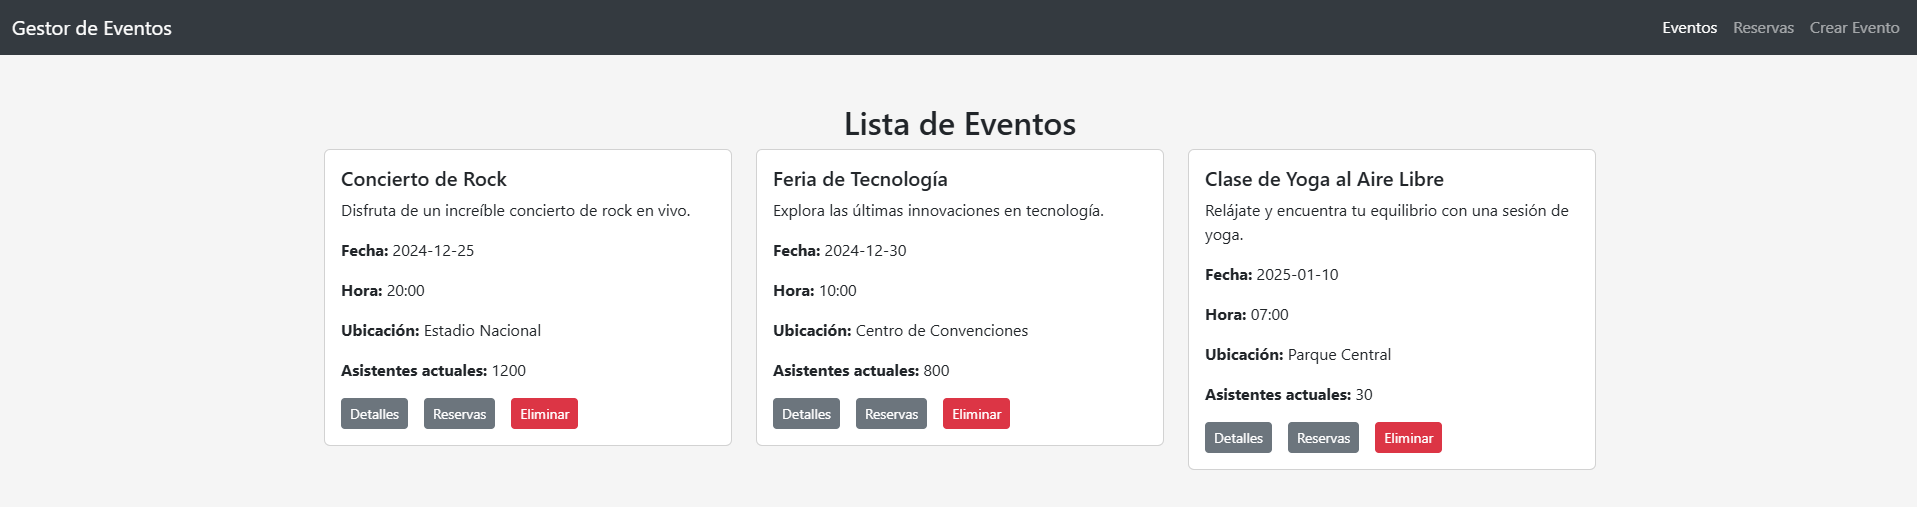 Gestor de Eventos
Eventos Reservas Crear Evento
Lista de Eventos
Concierto de Rock
Disfruta de un increíble concierto de rock en vivo.
Fecha: 2024-12-25
Hora: 20:00
Ubicación: Estadio Nacional
Asistentes actuales: 1200
Detalles Reservas Eliminar
Feria de Tecnología
Explora las últimas innovaciones en tecnología.
Fecha: 2024-12-30
Hora: 10:00
Ubicación: Centro de Convenciones
Asistentes actuales: 800
Detalles Reservas Eliminar
Clase de Yoga al Aire Libre
Relájate y encuentra tu equilibrio con una sesión de
yoga.
Fecha: 2025-01-10
Hora: 07:00
Ubicación: Parque Central
Asistentes actuales: 30
Detalles Reservas Eliminar